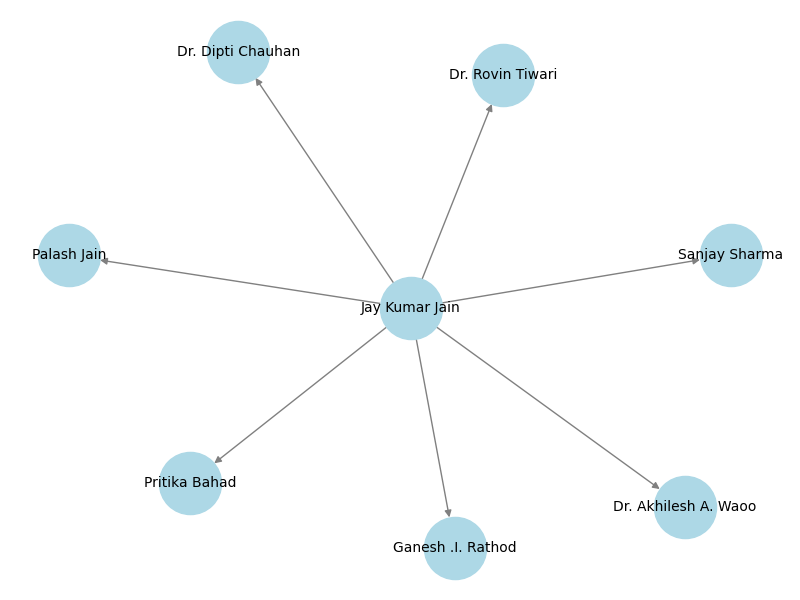 Dr. Dipti Chauhan
Dr. Rovin Tiwari
Palash Jain
Sanjay Sharma
Jay Kumar Jain
Pritika Bahad
Dr. Akhilesh A. Waoo
Ganesh .I. Rathod